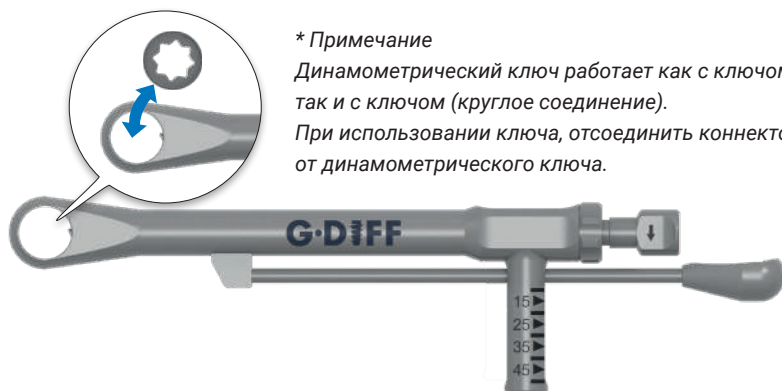 * Примечание
Динамометрический ключ работает как с ключом
так и с ключом (круглое соединение).
При использовании ключа, отсоединить коннекто
от динамометрического ключа.
G·DIFF
15
25
35
45